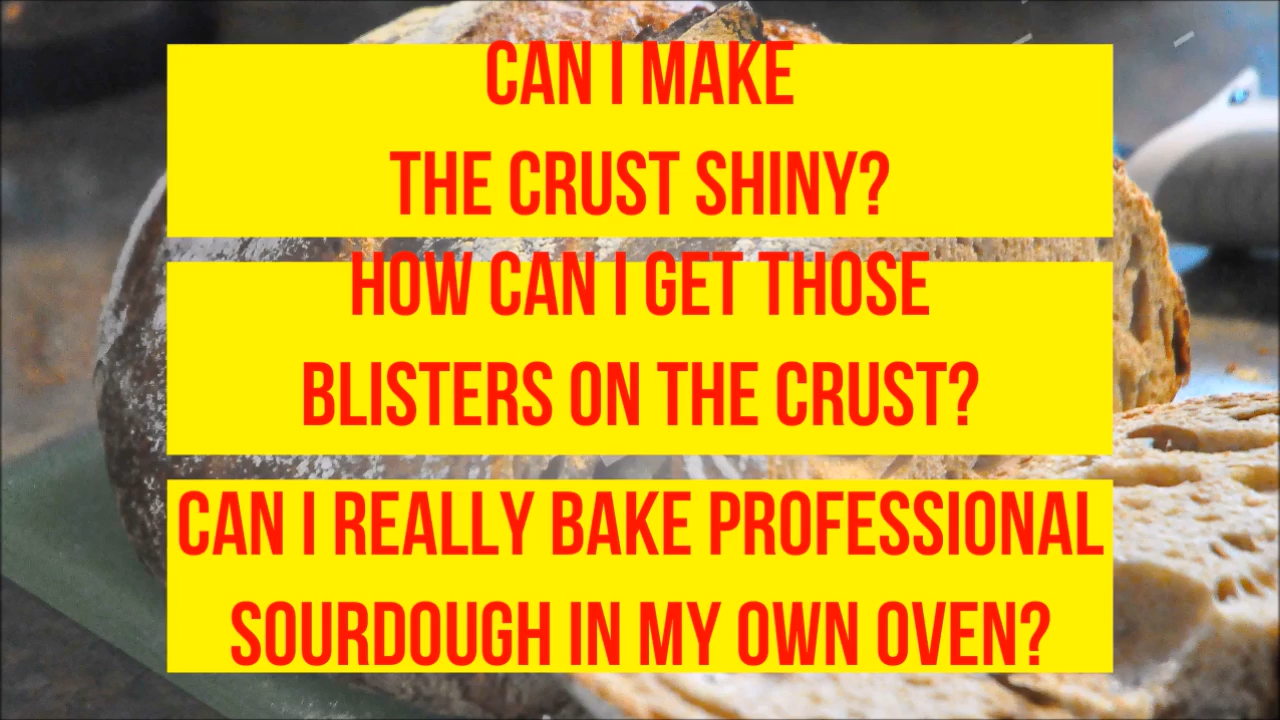 CAN I MAKE
THE CRUST SHINY?
HOW CAN I GET THOSE
BLISTERS ON THE CRUST?
CAN I REALLY BAKE PROFESSIONAL
SOURDOUGH IN MY OWN OVEN?